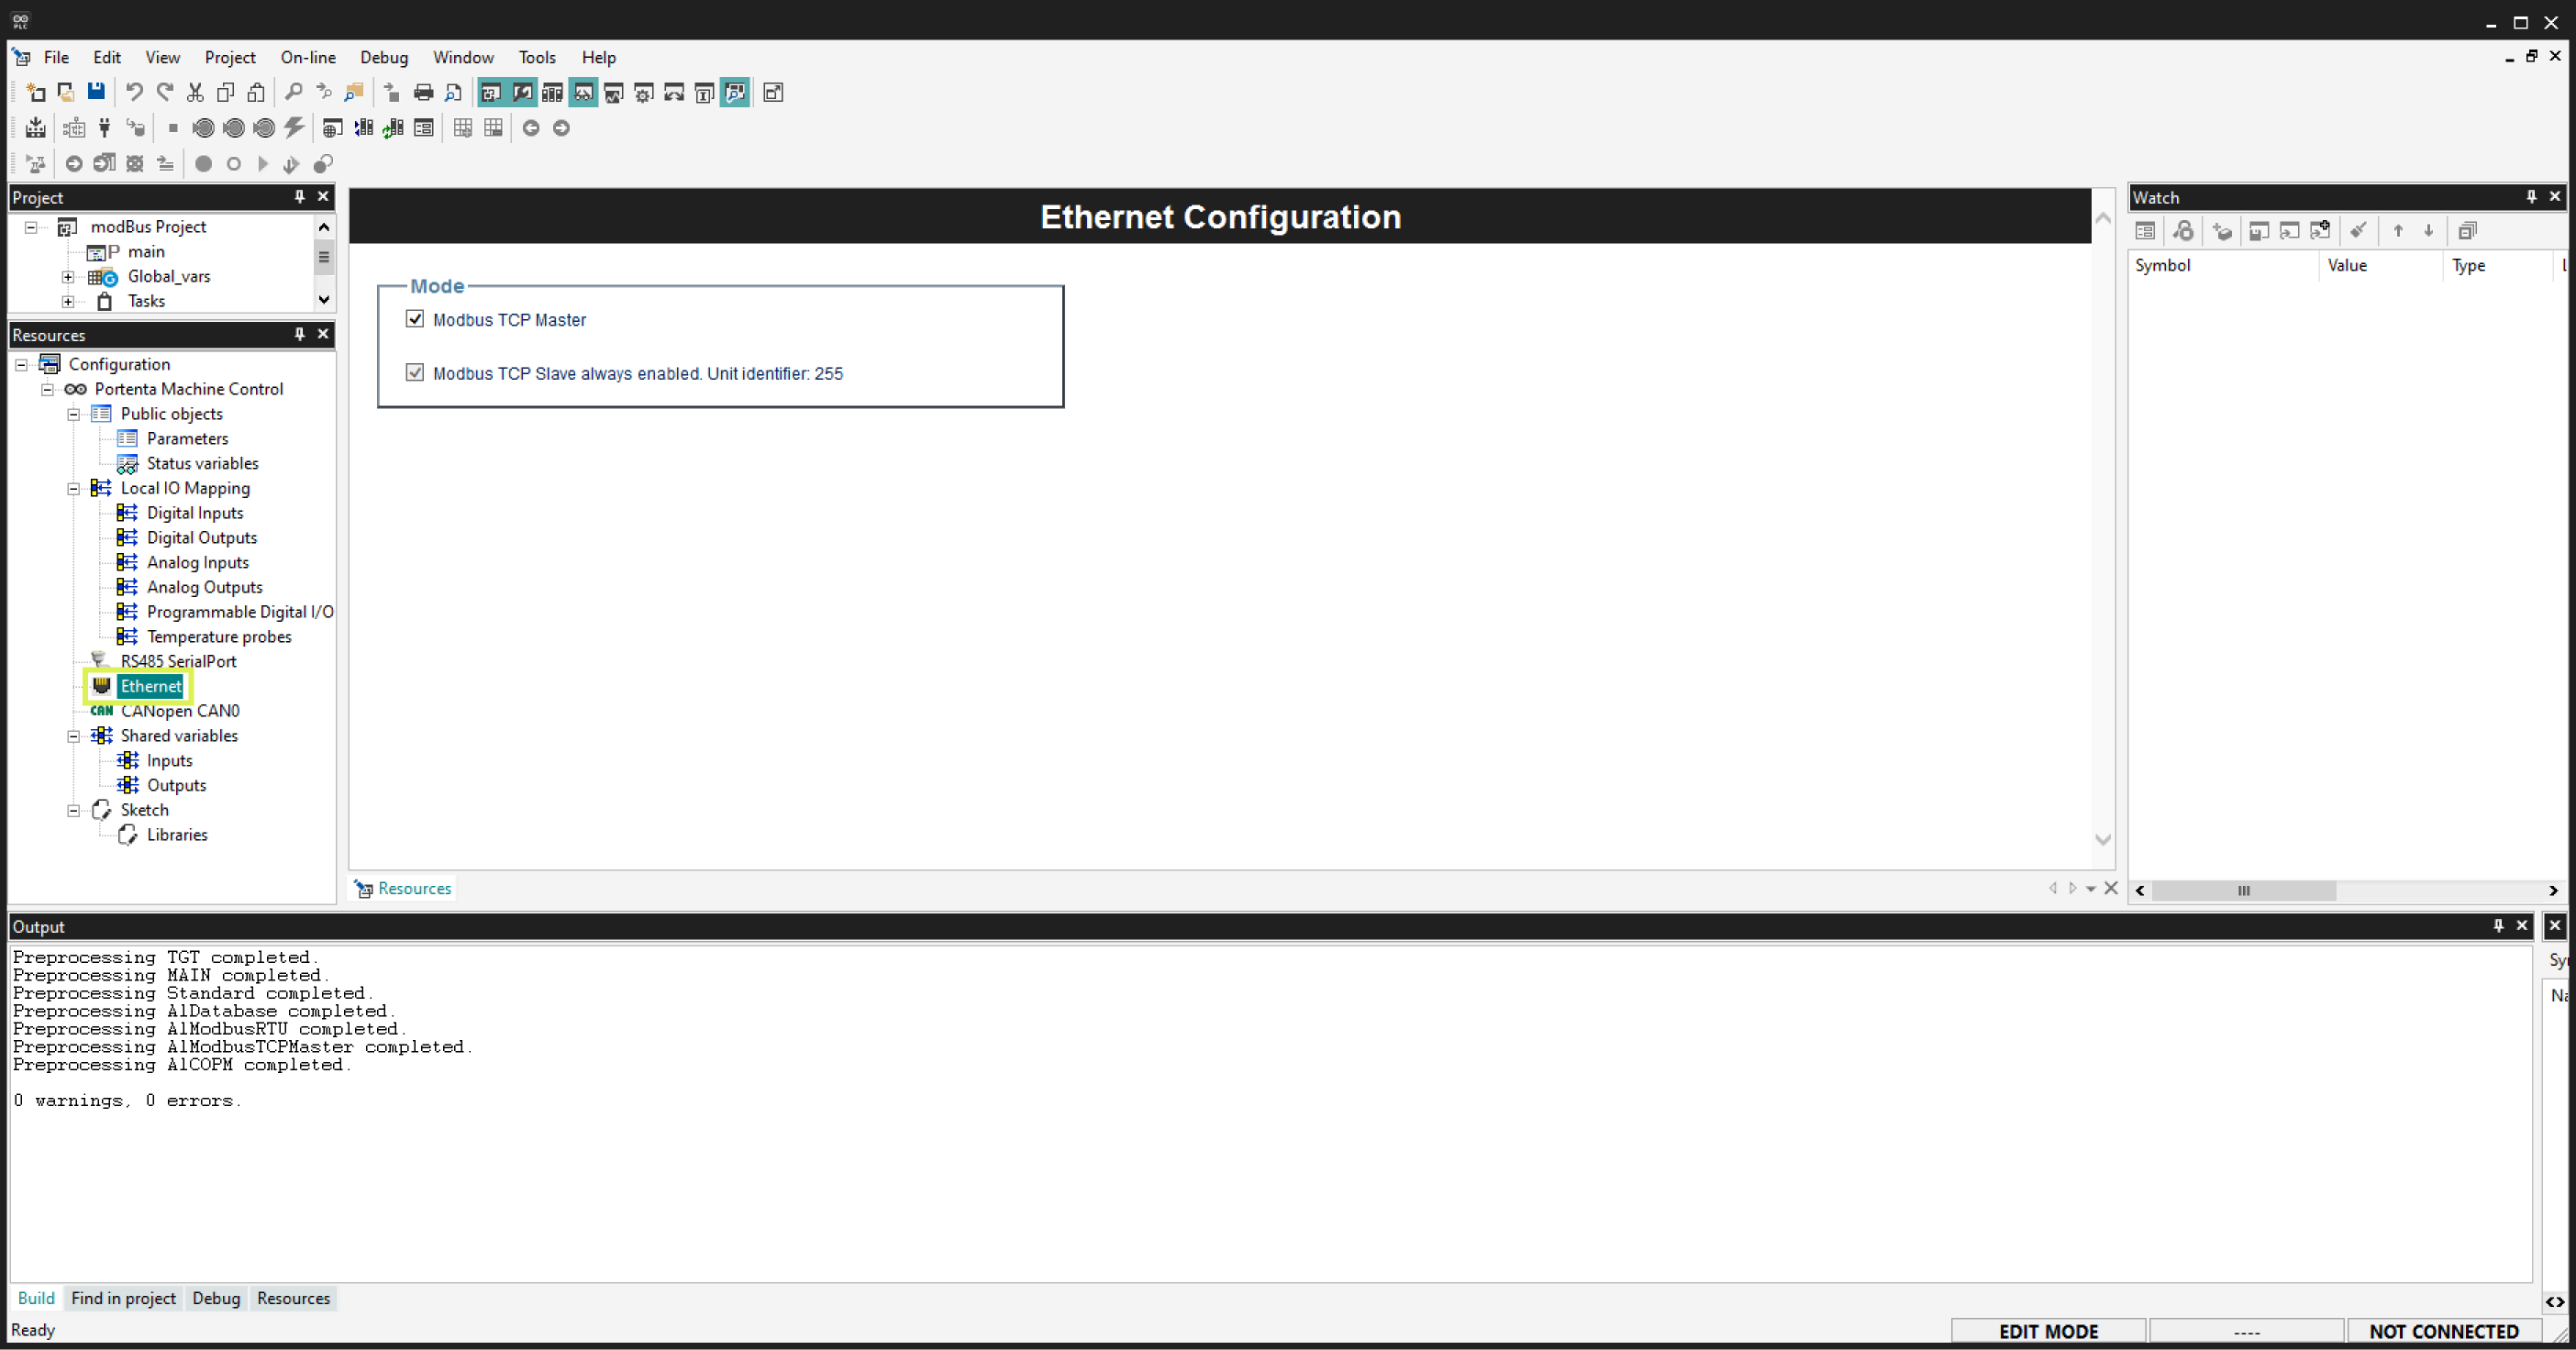 PLC
File Edit View Project On-line Debug Window Tools Help
Project
modBus Project
main
Global_vars
Tasks
Resources
Configuration
Portenta Machine Control
Public objects
Parameters
Status variables
Local IO Mapping
Digital Inputs
Digital Outputs
Analog Inputs
Analog Outputs
Programmable Digital I/O
Temperature probes
RS485 SerialPort
Ethernet
CAN CANopen CAN0
Shared variables
Inputs
Outputs
Sketch
Libraries
Ethernet Configuration
Mode
Modbus TCP Master
Modbus TCP Slave always enabled. Unit identifier: 255
Resources
Watch
Symbol Value Type
Output
Preprocessing TGT completed.
Preprocessing MAIN completed.
Preprocessing Standard completed.
Preprocessing AlDatabase completed.
Preprocessing AlModbusRTU completed.
Preprocessing AlModbusTCPMaster completed.
Preprocessing AlCOPM completed.
0 warnings, 0 errors.
Build Find in project Debug Resources
Ready
EDIT MODE ---- NOT CONNECTED